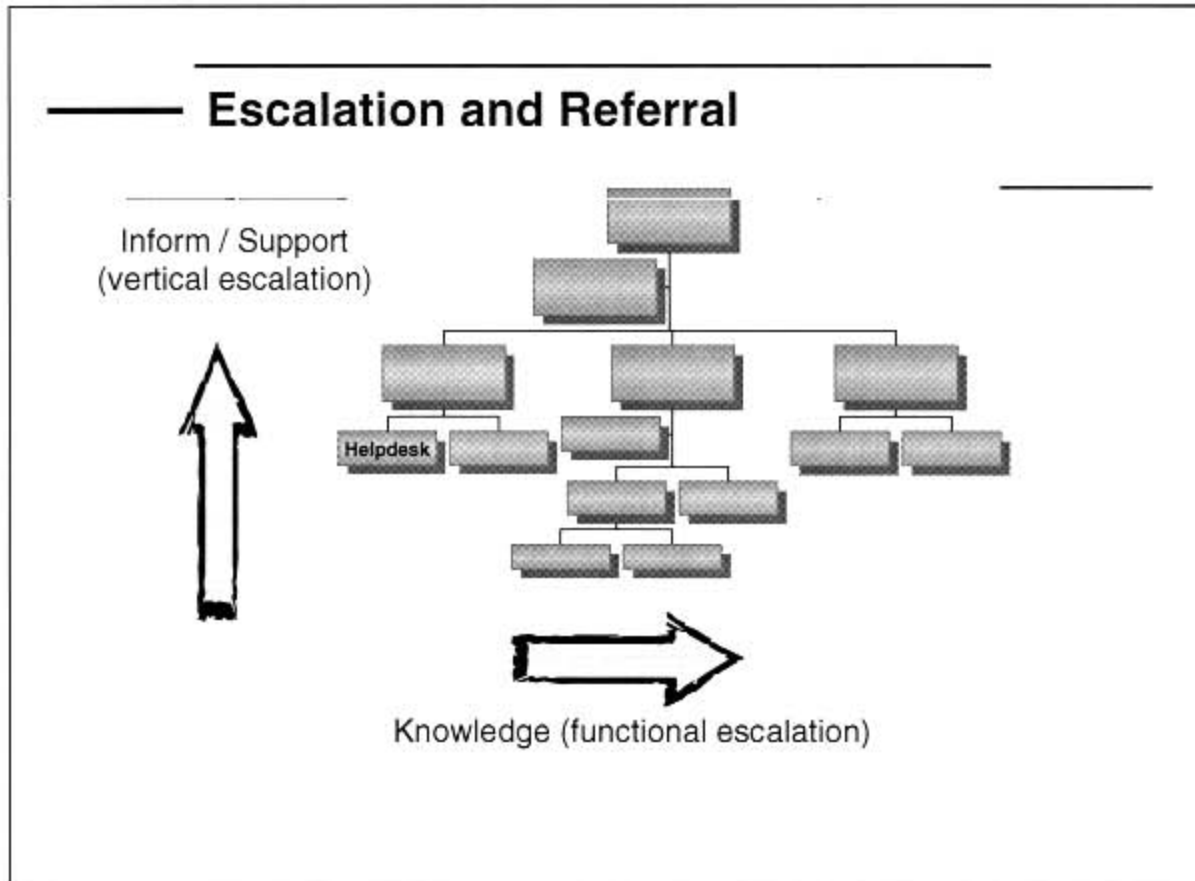 Escalation and Referral
Inform / Support
(vertical escalation)
Helpdesk
Knowledge (functional escalation)